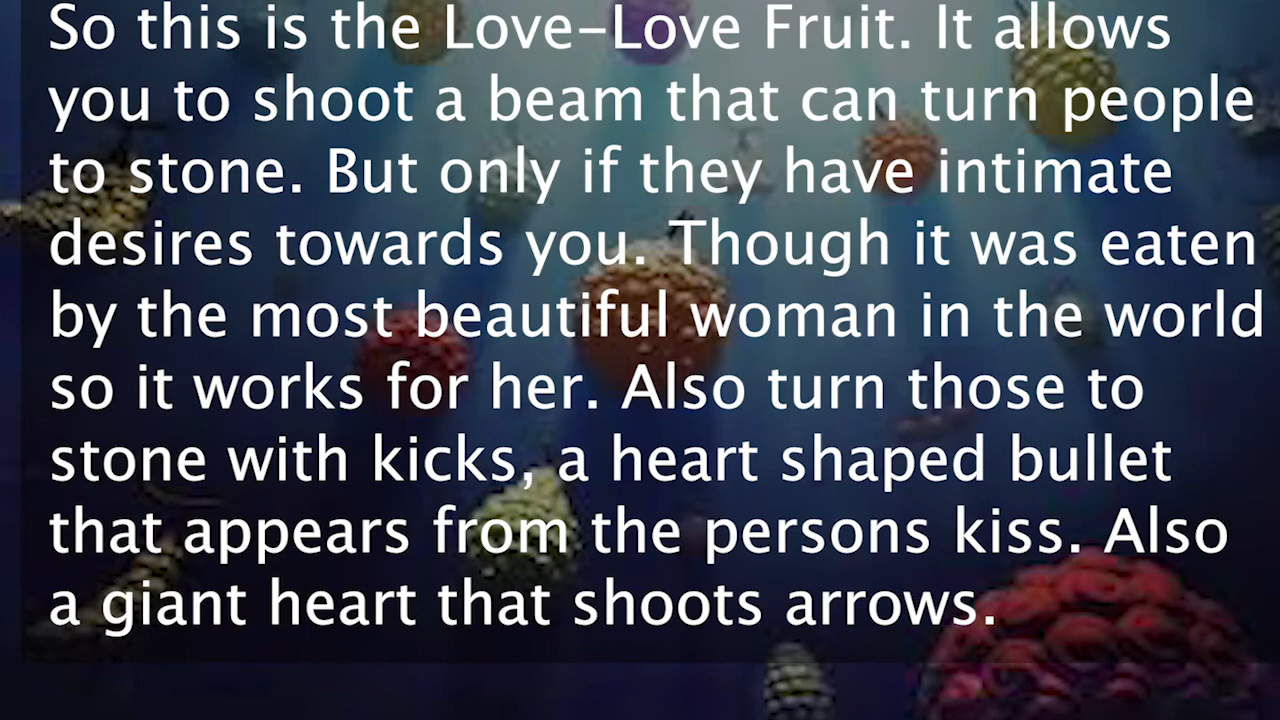 So this is the Love-Love Fruit. It allows
you to shoot a beam that can turn people
to stone. But only if they have intimate
desires towards you. Though it was eaten
by the most beautiful woman in the world
so it works for her. Also turn those to
stone with kicks, a heart shaped bullet
that appears from the persons kiss. Also
a giant heart that shoots arrows.